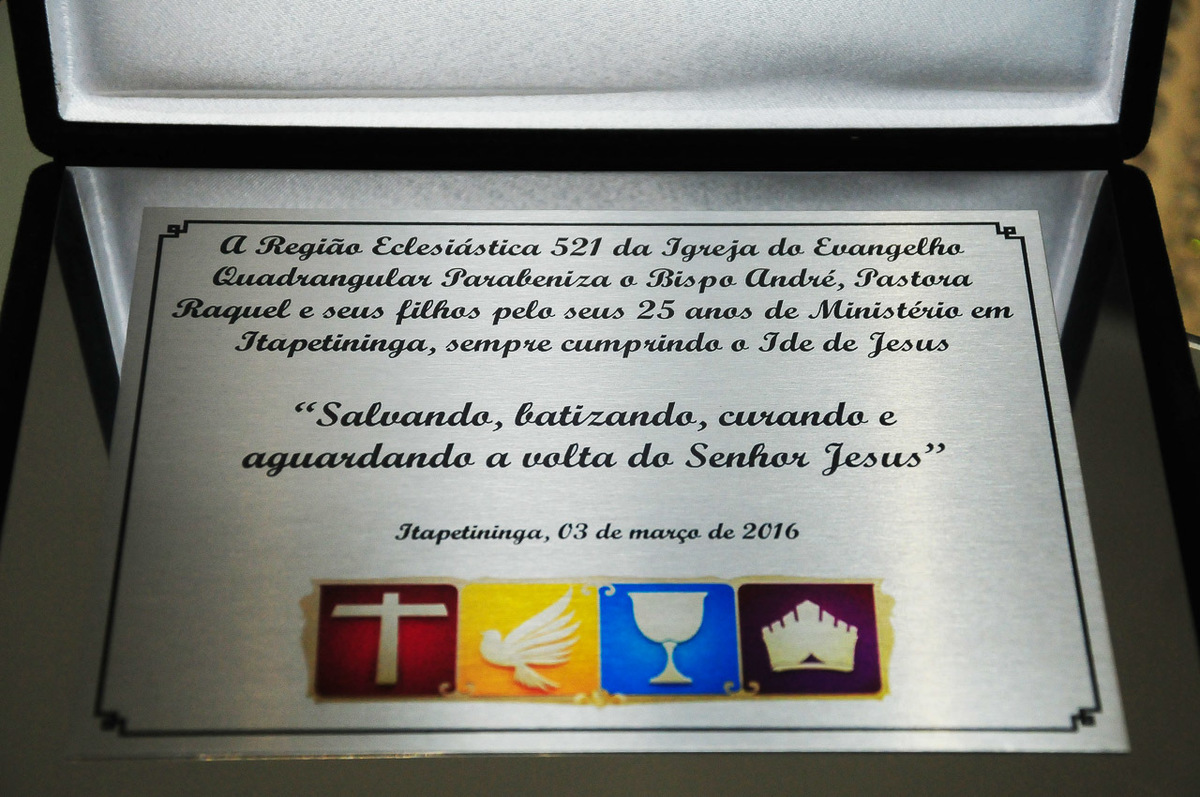 A Região Eclesiástica 521 da Igreja do Evangelho
Quadrangular Parabeniza o Bispo André, Pastora
Raquel e seus filhos pelo seus 25 anos de Ministério em
Itapetininga, sempre cumprindo o Ide de Jesus
“Salvando, batizando, curando e
aguardando a volta do Senhor Jesus”
Itapetininga, 03 de março de 2016